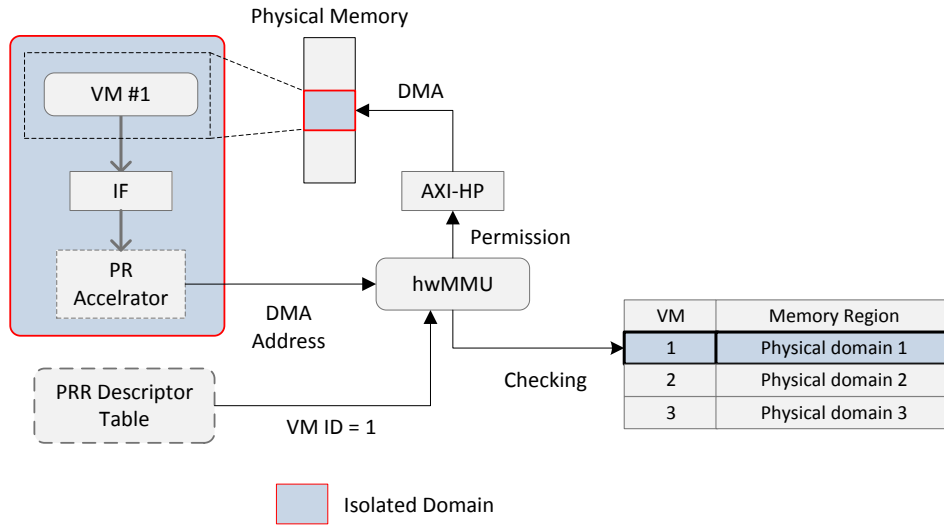 Physical Memory
VM #1
DMA
IF
AXI-HP
Permission
PR
Accelrator
hwMMU
DMA
Address
VM Memory Region
1 Physical domain 1
2 Physical domain 2
3 Physical domain 3
Checking
PRR Descriptor
Table
VM ID = 1
Isolated Domain